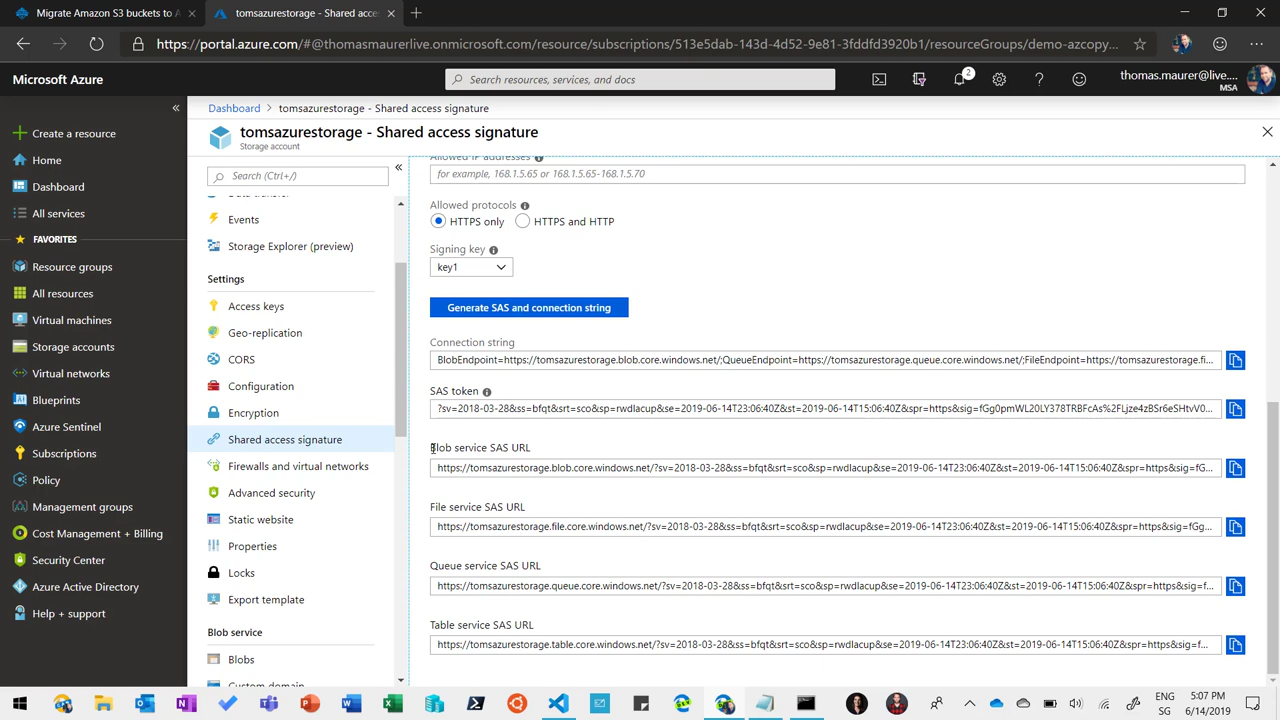 Migrate Amazon S3 buckets to A
tomsazurestorage - Shared acce
https://portal.azure.com/#@thomasmaurerlive.onmicrosoft.com/resource/subscriptions/513e5dab-143d-4d52-9e81-3fddfd3920b1/resourceGroups/demo-azcopy...
Microsoft Azure
Search resources, services, and docs
2
thomasmaurer@live....
MSA
Create a resource
Home
Dashboard
All services
FAVORITES
Resource groups
All resources
Virtual machines
Storage accounts
Virtual networks
Blueprints
Azure Sentinel
Subscriptions
Policy
Management groups
Cost Management + Billing
Security Center
Azure Active Directory
Help + support
Dashboard > tomsazurestorage - Shared access signature
tomsazurestorage - Shared access signature
Storage account
Search (Ctrl+/)
Data transfer
Events
Storage Explorer (preview)
Settings
Access keys
Geo-replication
CORS
Configuration
Encryption
Shared access signature
Firewalls and virtual networks
Advanced security
Static website
Properties
Locks
Export template
Blob service
Blobs
Custom domain
Allowed IP addresses
for example, 168.1.5.65 or 168.1.5.65-168.1.5.70
Allowed protocols
HTTPS only HTTPS and HTTP
Signing key
key1
Generate SAS and connection string
Connection string
BlobEndpoint=https://tomsazurestorage.blob.core.windows.net/;QueueEndpoint=https://tomsazurestorage.queue.core.windows.net/;FileEndpoint=https://tomsazurestorage.fi...
SAS token
?sv=2018-03-28&ss=bfqt&srt=sco&sp=rwdlacup&se=2019-06-14T23:06:40Z&st=2019-06-14T15:06:40Z&spr=https&sig=fGg0pmWL20LY378TRBFcAs%2FLjze4zBSr6eSHtvV0...
Blob service SAS URL
https://tomsazurestorage.blob.core.windows.net/?sv=2018-03-28&ss=bfqt&srt=sco&sp=rwdlacup&se=2019-06-14T23:06:40Z&st=2019-06-14T15:06:40Z&spr=https&sig=fG...
File service SAS URL
https://tomsazurestorage.file.core.windows.net/?sv=2018-03-28&ss=bfqt&srt=sco&sp=rwdlacup&se=2019-06-14T23:06:40Z&st=2019-06-14T15:06:40Z&spr=https&sig=fGg...
Queue service SAS URL
https://tomsazurestorage.queue.core.windows.net/?sv=2018-03-28&ss=bfqt&srt=sco&sp=rwdlacup&se=2019-06-14T23:06:40Z&st=2019-06-14T15:06:40Z&spr=https&sig=f...
Table service SAS URL
https://tomsazurestorage.table.core.windows.net/?sv=2018-03-28&ss=bfqt&srt=sco&sp=rwdlacup&se=2019-06-14T23:06:40Z&st=2019-06-14T15:06:40Z&spr=https&sig=f...
ENG
SG
5:07 PM
6/14/2019